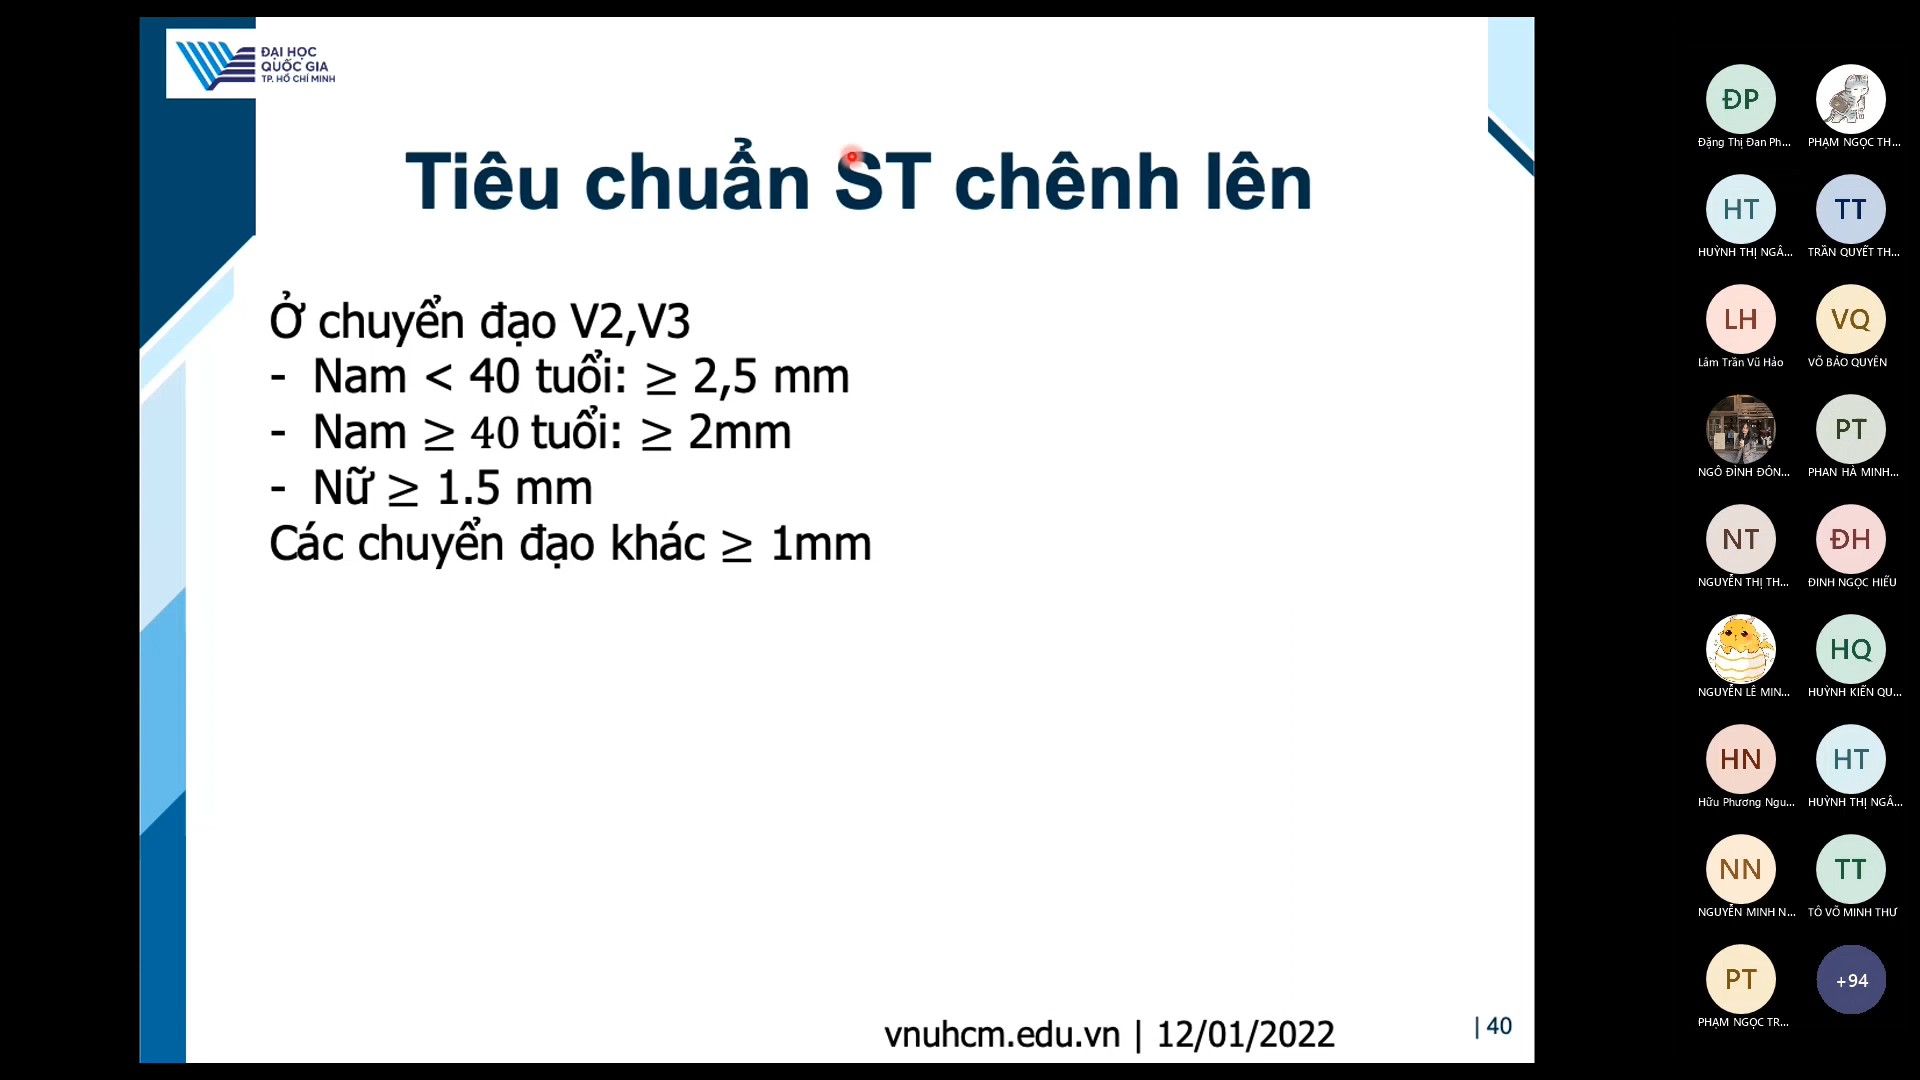 ĐẠI HỌC
QUỐC GIA
TP. HỒ CHÍ MINH
Tiêu chuẩn ST chênh lên
Ở chuyển đạo V2,V3
- Nam < 40 tuổi: ≥ 2,5 mm
- Nam ≥ 40 tuổi: ≥ 2mm
- Nữ ≥ 1.5 mm
Các chuyển đạo khác ≥ 1mm
vnuhcm.edu.vn | 12/01/2022
| 40
ĐP
Đặng Thị Đan Ph...
PHẠM NGỌC TH...
HT
HUỲNH THỊ NGÂ...
TT
TRẦN QUYẾT TH...
LH
Lâm Trần Vũ Hảo
VQ
VÕ BẢO QUYÊN
NGÔ ĐÌNH ĐÔN...
PT
PHAN HÀ MINH...
NT
NGUYỄN THỊ TH...
ĐH
ĐINH NGỌC HIẾU
NGUYỄN LÊ MIN...
HQ
HUỲNH KIẾN QU...
HN
Hữu Phương Ngu...
HT
HUỲNH THỊ NGÂ...
NN
NGUYỄN MINH N...
TT
TÔ VÕ MINH THƯ
PT
PHẠM NGỌC TR...
+94